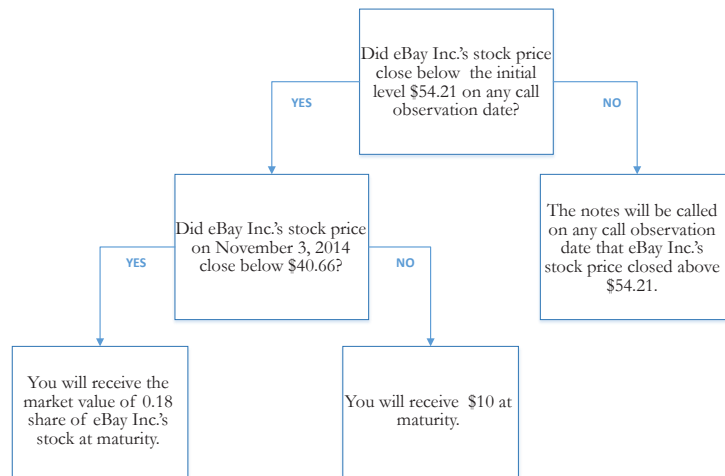 Did eBay Inc.'s stock price
close below the initial
level $54.21 on any call
observation date?
YES
NO
Did eBay Inc.'s stock price
on November 3, 2014
close below $40.66?
The notes will be called
on any call observation
date that eBay Inc.'s
stock price closed above
$54.21.
YES
NO
You will receive the
market value of 0.18
share of eBay Inc.'s
stock at maturity.
You will receive $10 at
maturity.